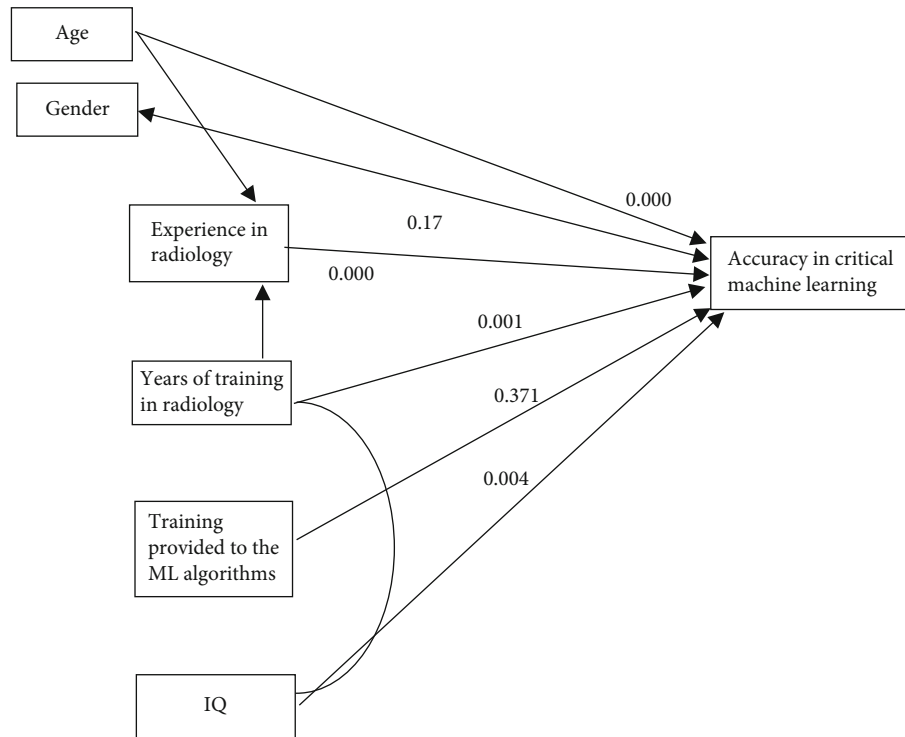 Age
Gender
0.000
Experience in
radiology
0.17
0.000
Accuracy in critical
machine learning
0.001
Years of training
in radiology
0.371
0.004
Training
provided to the
ML algorithms
IQ